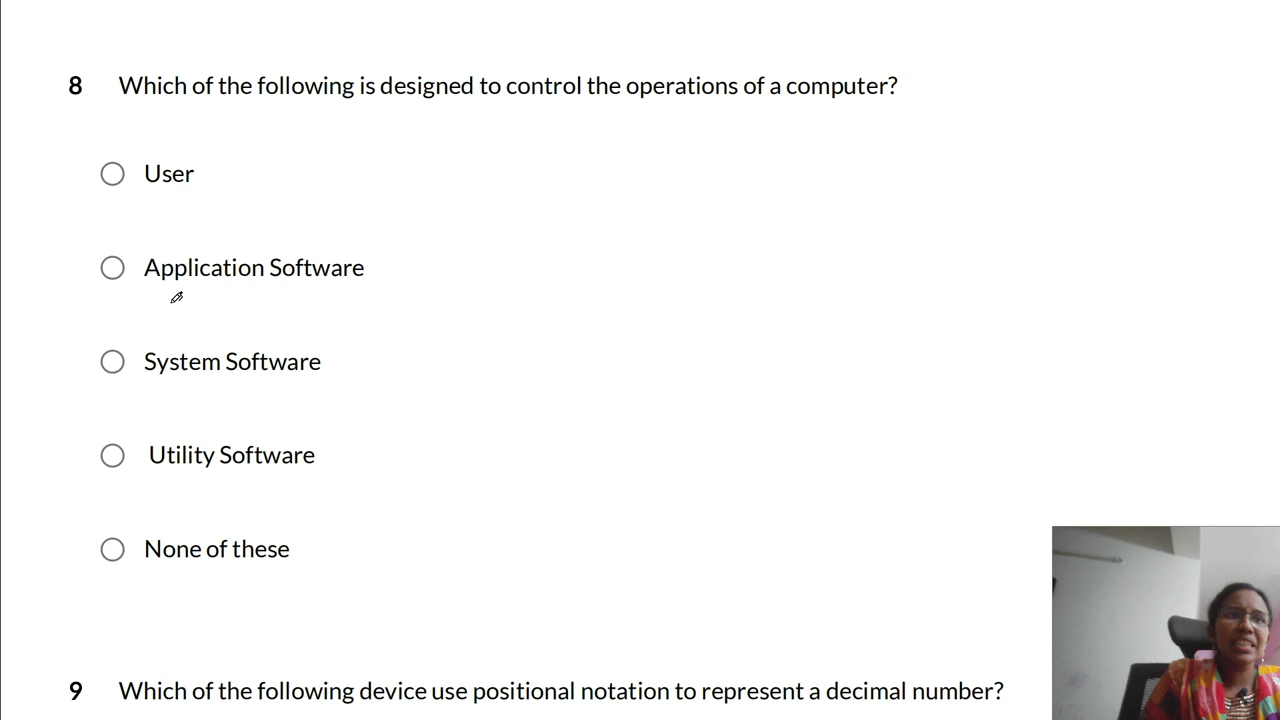 8 Which of the following is designed to control the operations of a computer?
User
Application Software
System Software
Utility Software
None of these
9 Which of the following device use positional notation to represent a decimal number?